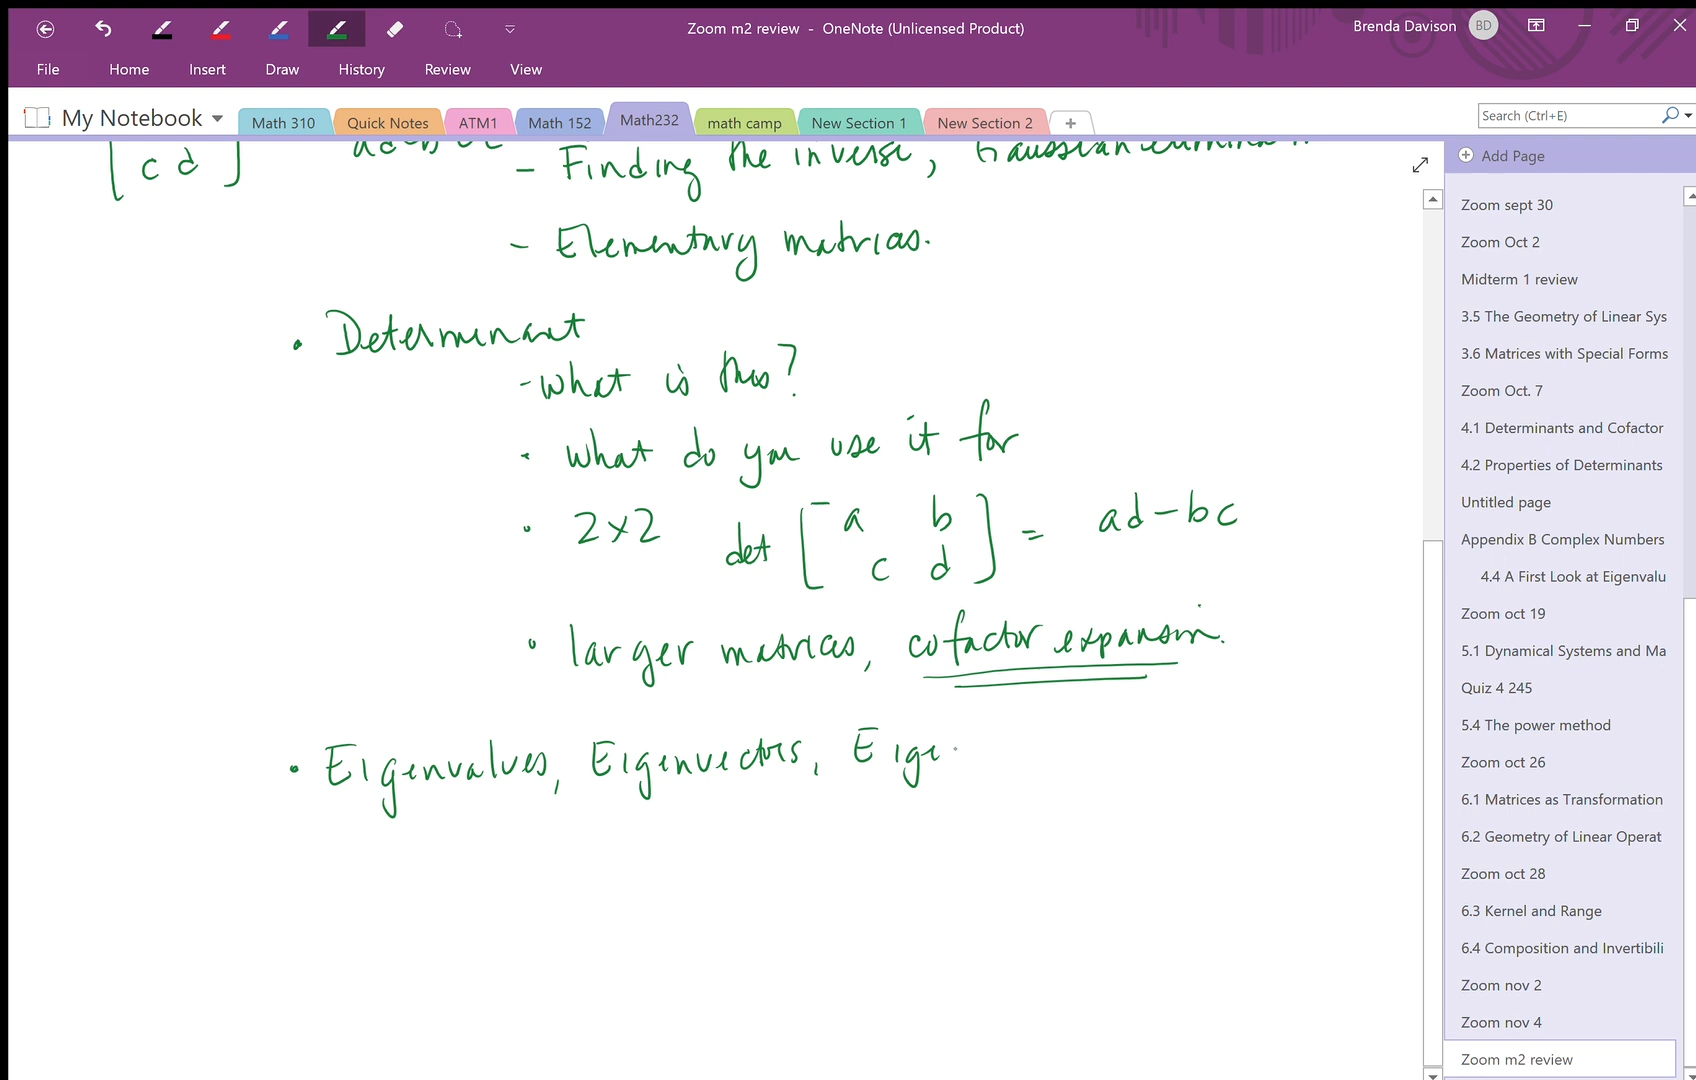 Zoom m2 review - OneNote (Unlicensed Product)
Brenda Davison BD
File Home Insert Draw History Review View
My Notebook
Math 310 Quick Notes ATM1 Math 152 Math232 math camp New Section 1 New Section 2 +
Search (Ctrl+E)
Add Page
Zoom sept 30
Zoom Oct 2
Midterm 1 review
3.5 The Geometry of Linear Sys
3.6 Matrices with Special Forms
Zoom Oct. 7
4.1 Determinants and Cofactor
4.2 Properties of Determinants
Untitled page
Appendix B Complex Numbers
4.4 A First Look at Eigenvalu
Zoom oct 19
5.1 Dynamical Systems and Ma
Quiz 4 245
5.4 The power method
Zoom oct 26
6.1 Matrices as Transformation
6.2 Geometry of Linear Operat
Zoom oct 28
6.3 Kernel and Range
6.4 Composition and Invertibili
Zoom nov 2
Zoom nov 4
Zoom m2 review
[ c d ]
- Finding the inverse, Gaussian
- Elementary matrices.
• Determinant
- what is this?
• what do you use it for
• 2x2 det [ a b
c d ] = ad - bc
• larger matrices, cofactor expansion.
• Eigenvalues, Eigenvectors, Eige